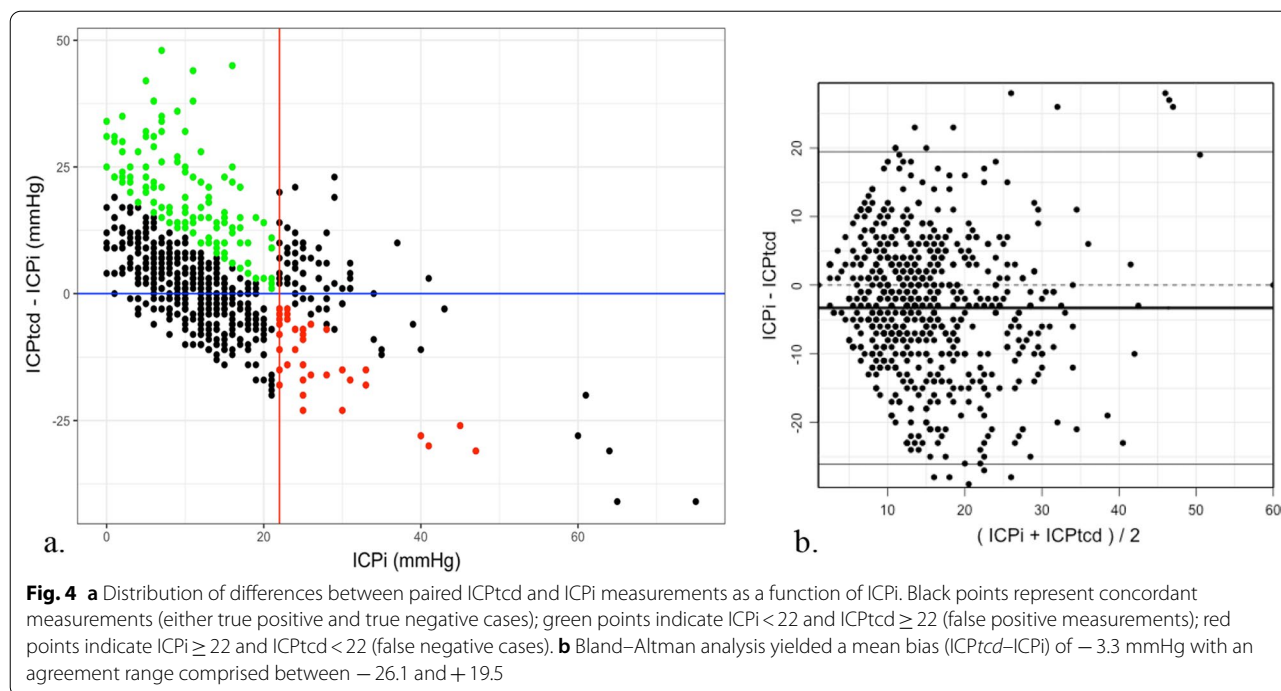 50
25
0
-25
0
20
40
60
ICPtcd - ICPi (mmHg)
ICPi (mmHg)
a.
20
10
0
-10
-20
10
20
30
40
50
60
ICPi - ICPtcd
( ICPi + ICPtcd ) / 2
b.
Fig. 4 a Distribution of differences between paired ICPtcd and ICPi measurements as a function of ICPi. Black points represent concordant
measurements (either true positive and true negative cases); green points indicate ICPi < 22 and ICPtcd ≥ 22 (false positive measurements); red
points indicate ICPi ≥ 22 and ICPtcd < 22 (false negative cases). b Bland–Altman analysis yielded a mean bias (ICPtcd–ICPi) of − 3.3 mmHg with an
agreement range comprised between − 26.1 and + 19.5